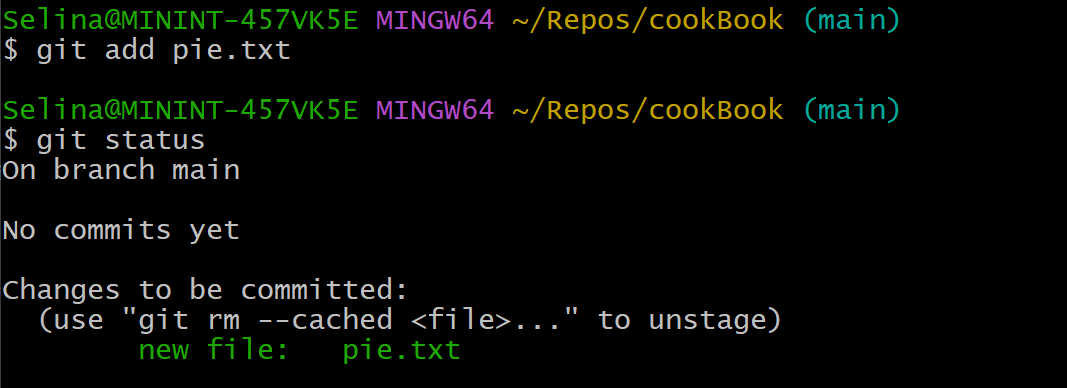 Selina@MININT-457VK5E MINGW64 ~/Repos/cookBook (main)
$ git add pie.txt

Selina@MININT-457VK5E MINGW64 ~/Repos/cookBook (main)
$ git status
On branch main

No commits yet

Changes to be committed:
  (use "git rm --cached <file>..." to unstage)
        new file:   pie.txt